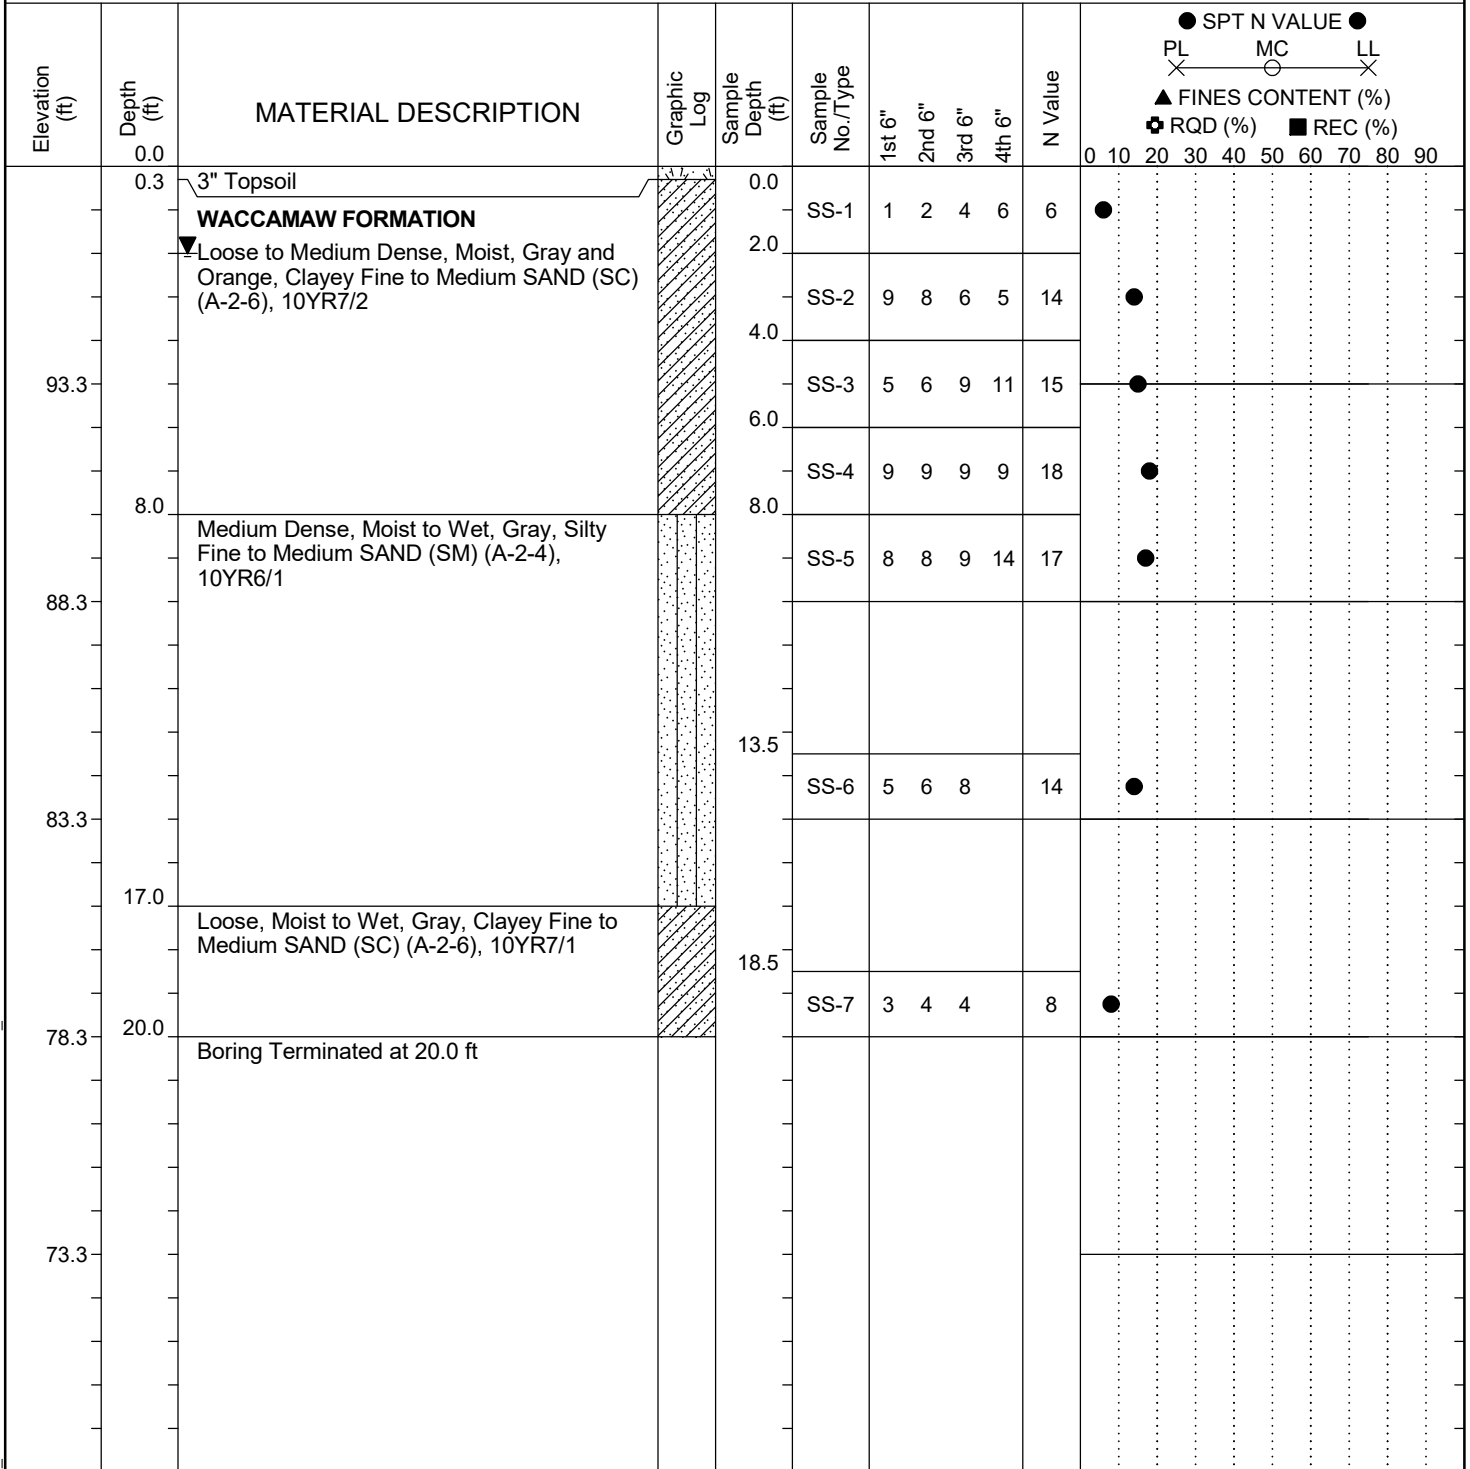 ● SPT N VALUE ●
PL MC LL
▲ FINES CONTENT (%)
RQD (%) ■ REC (%)
0 10 20 30 40 50 60 70 80 90
Elevation
(ft)
Depth
(ft)
0.0
MATERIAL DESCRIPTION
Graphic
Log
Sample
Depth
(ft)
Sample
No./Type
1st 6"
2nd 6"
3rd 6"
4th 6"
N Value
0.3 3" Topsoil 0.0
WACCAMAW FORMATION
SS-1 1 2 4 6 6
2.0
Loose to Medium Dense, Moist, Gray and
Orange, Clayey Fine to Medium SAND (SC)
(A-2-6), 10YR7/2
SS-2 9 8 6 5 14
4.0
93.3 SS-3 5 6 9 11 15
6.0
SS-4 9 9 9 9 18
8.0 8.0
Medium Dense, Moist to Wet, Gray, Silty
Fine to Medium SAND (SM) (A-2-4),
10YR6/1
SS-5 8 8 9 14 17
88.3
13.5
SS-6 5 6 8 14
83.3
17.0
Loose, Moist to Wet, Gray, Clayey Fine to
Medium SAND (SC) (A-2-6), 10YR7/1
18.5
SS-7 3 4 4 8
78.3 20.0
Boring Terminated at 20.0 ft
73.3